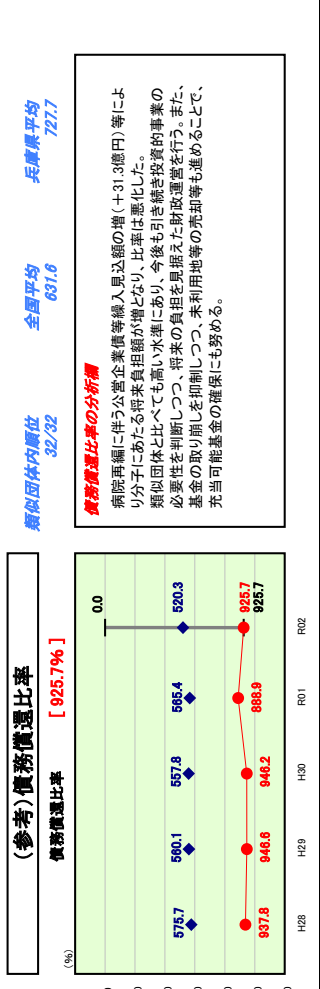 (参考)債務償還比率
債務償還比率
[ 925.7% ]
(%)
0.0
575.7
560.1
557.8
565.4
520.3
937.8
946.6
946.2
888.9
925.7
925.7
H28
H29
H30
R01
R02
類似団体内順位
32/32
全国平均
631.6
兵庫県平均
727.7
債務償還比率の分析欄
病院再編に伴う公営企業債等繰入見込額の増(+31.3億円)等によ
り分子にあたる将来負担額が増となり、比率は悪化した。
類似団体と比べても高い水準にあり、今後も引き続き投資的事業の
必要性を判断しつつ、将来の負担を見据えた財政運営を行う。また、
基金の取り崩しを抑制しつつ、未利用地等の売却等も進めることで、
充当可能基金の確保にも努める。